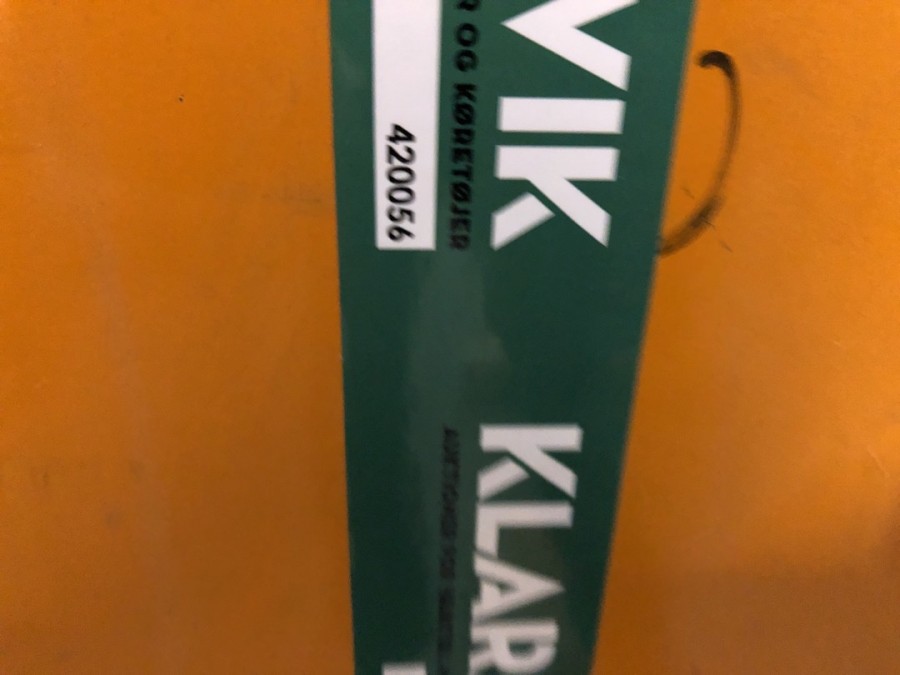 VIK
R OG KØRETØJER
420056
KLAR